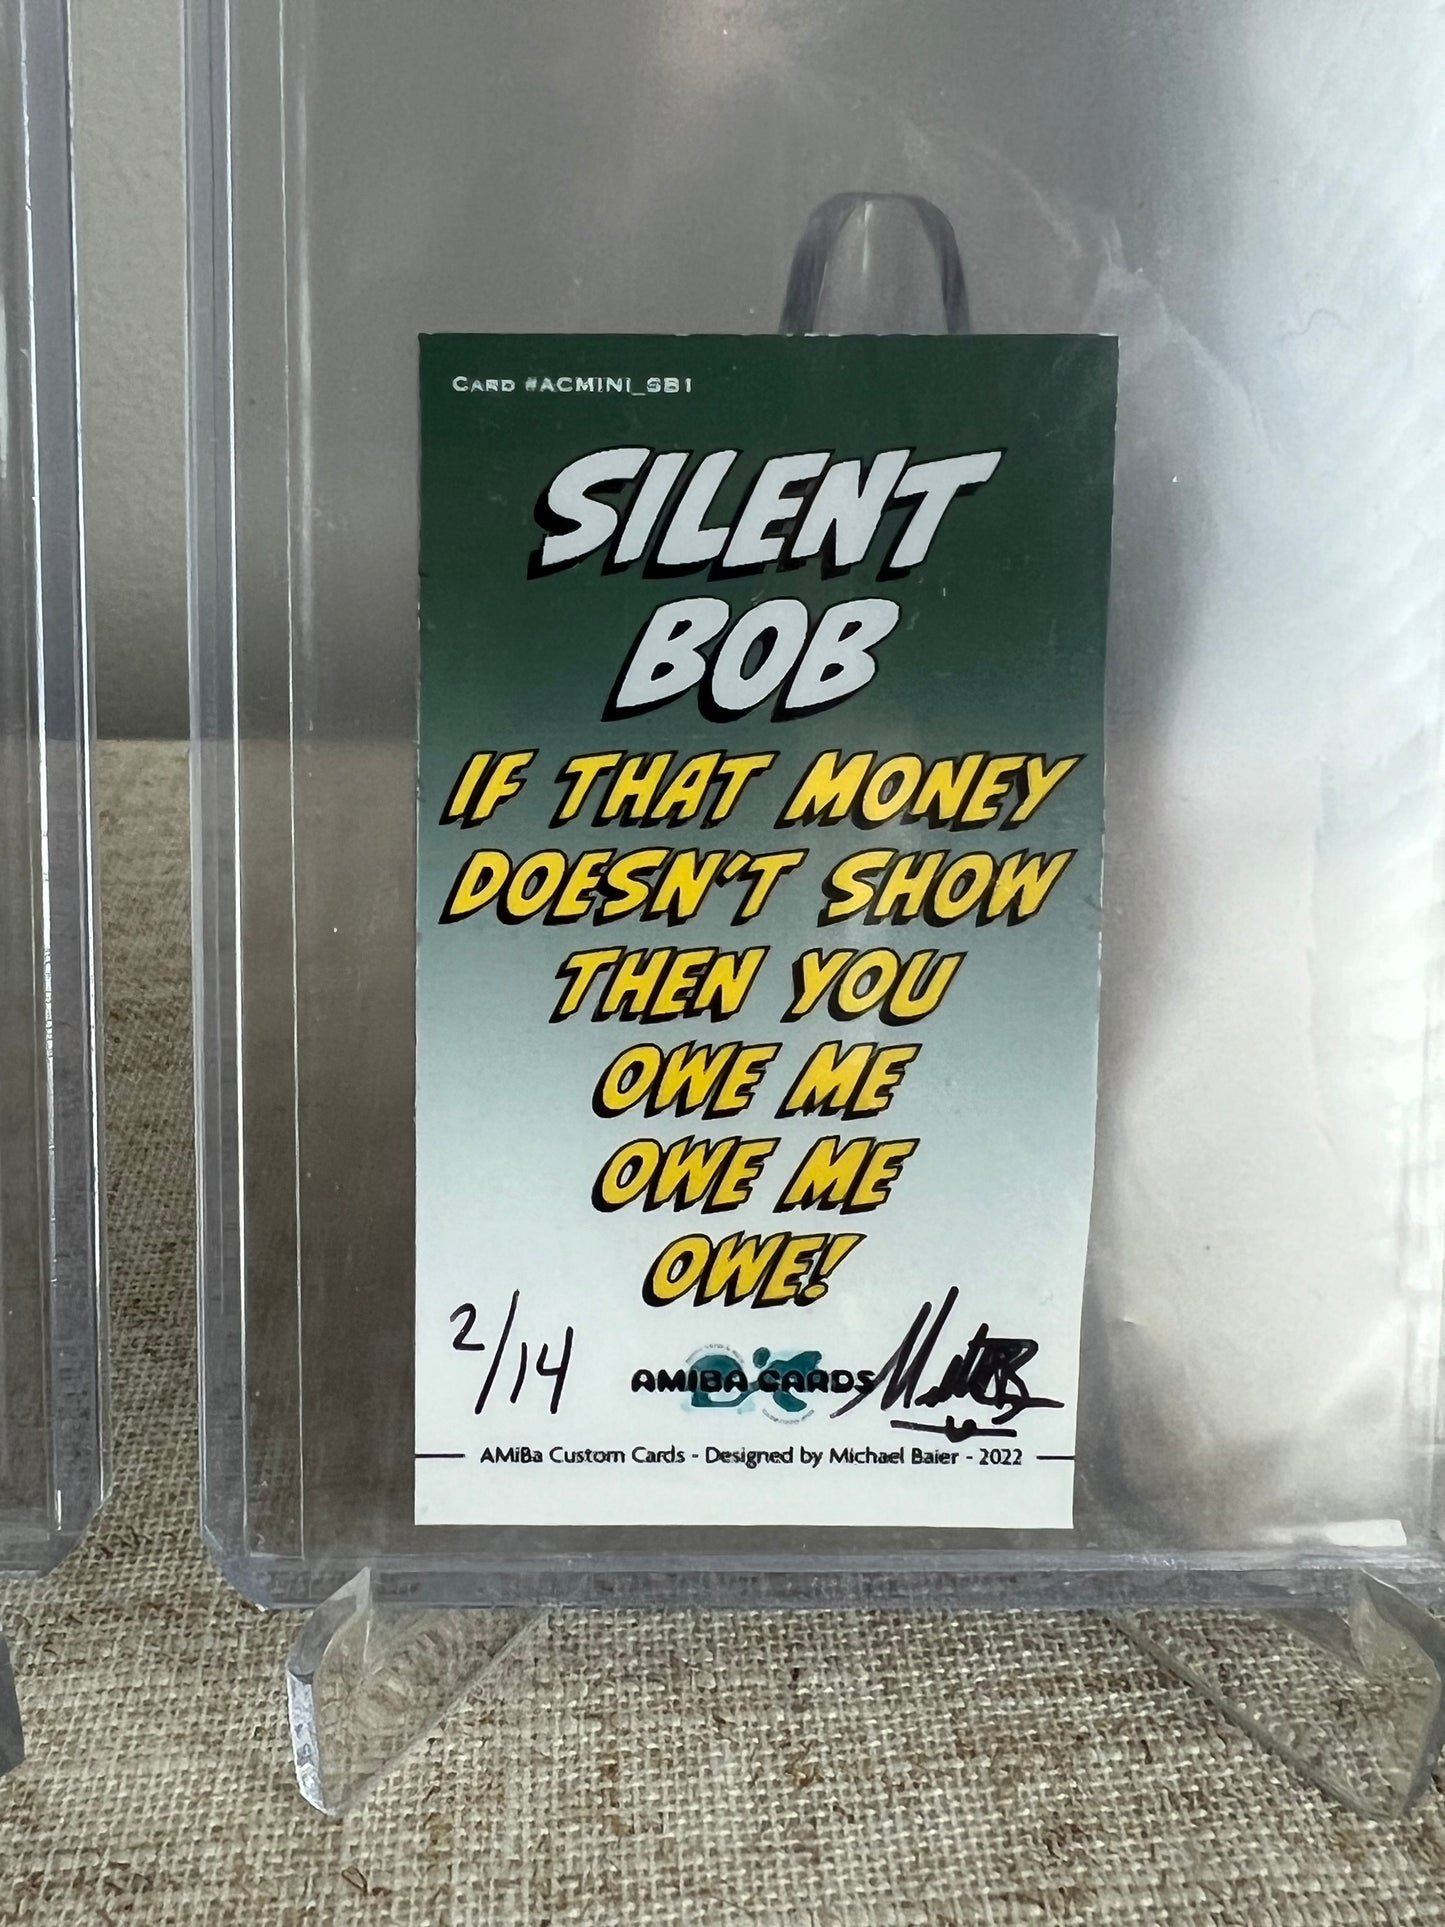 CARD #ACMINI_SB1
SILENT
BOB
IF THAT MONEY
DOESN'T SHOW
THEN YOU
OWE ME
OWE ME
OWE!
2/14
AMIBA CARDS
AMiBa Custom Cards - Designed by Michael Baier - 2022